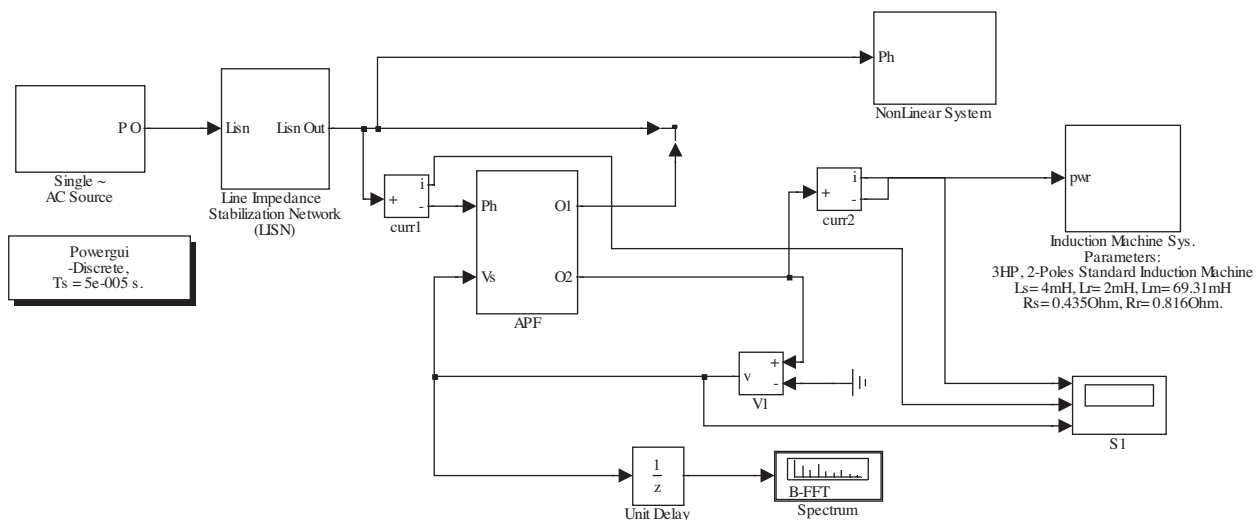 Ph
NonLinear System
P O
Single ~
AC Source
Lisn
Lisn Out
Line Impedance
Stabilization Network
(LISN)
Powergui
-Discrete,
Ts = 5e-005 s.
+
i
-
curr1
Ph
Vs
O1
O2
APF
+
i
-
curr2
pwr
Induction Machine Sys.
Parameters:
3HP, 2-Poles Standard Induction Machine
Ls= 4mH, Lr= 2mH, Lm= 69.31mH
Rs= 0.435Ohm, Rr= 0.816Ohm.
v
+
-
V1
S1
1
z
Unit Delay
B-FFT
Spectrum